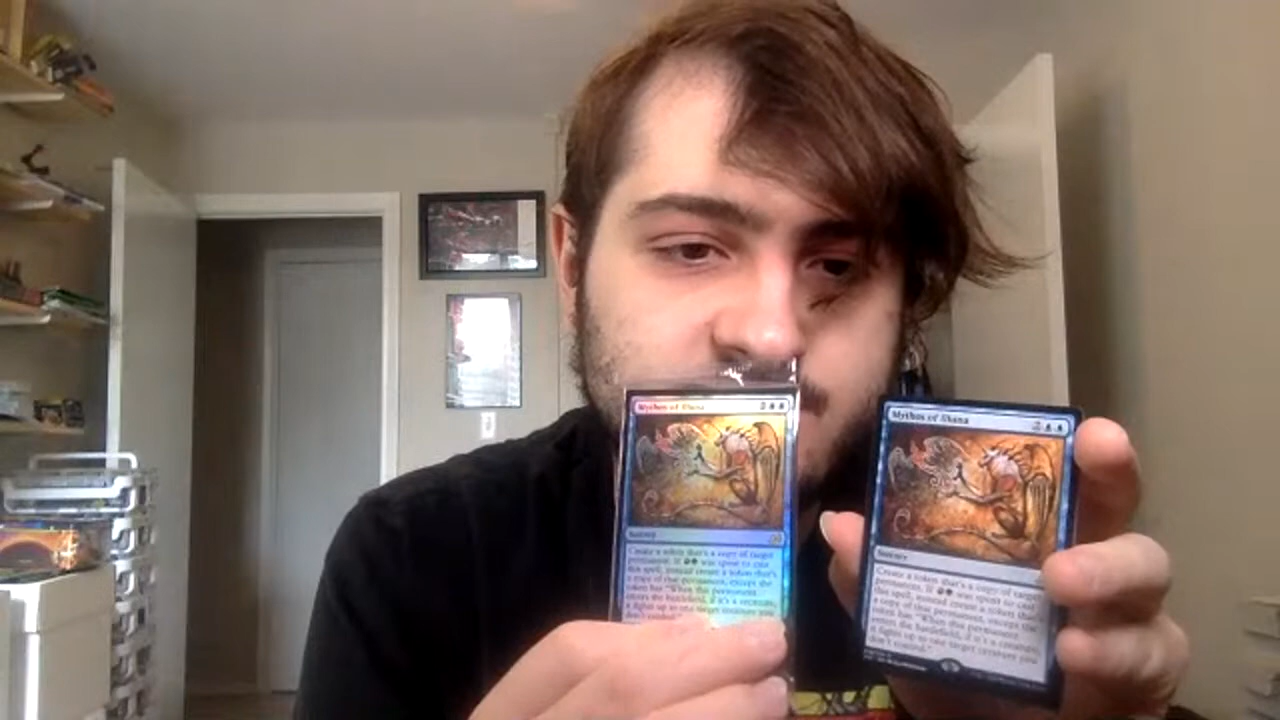 Mythos of Illuna
Sorcery
Create a token that's a copy of target
permanent. If was spent to cast
this spell, instead create a token that's
a copy of that permanent, except the
token has "When this permanent
enters the battlefield, if it's a creature,
it fights up to one target creature you
don't control."
Mythos of Illuna
2
Sorcery
Create a token that's a copy of target
permanent. If was spent to cast
this spell, instead create a token that's
a copy of that permanent, except the
token has "When this permanent
enters the battlefield, if it's a creature,
it fights up to one target creature you
don't control."